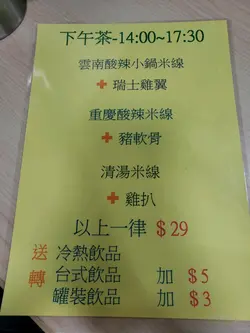 下午茶-14:00~17:30
雲南酸辣小鍋米線
+瑞士雞翼
重慶酸辣米線
+豬軟骨
清湯米線
+雞扒
以上一律 $29
送 冷熱飲品
轉 台式飲品 加 $5
罐裝飲品 加 $3